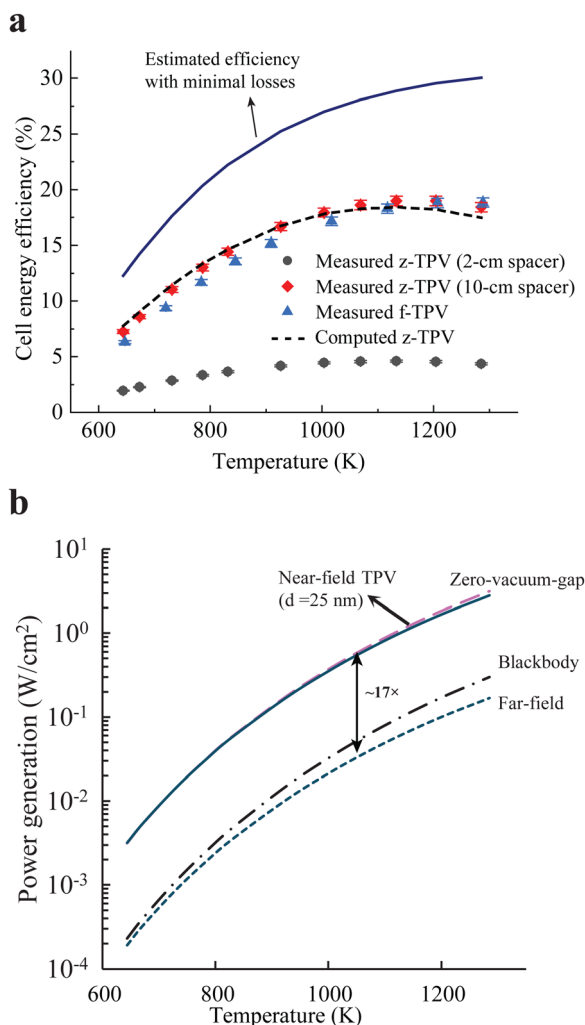 a
Estimated efficiency
with minimal losses
30
25
20
15
10
5
0
Cell energy efficiency (%)
Measured z-TPV (2-cm spacer)
Measured z-TPV (10-cm spacer)
Measured f-TPV
Computed z-TPV
600
800
1000
1200
Temperature (K)
b
10¹
10⁰
10⁻¹
10⁻²
10⁻³
10⁻⁴
Power generation (W/cm²)
Near-field TPV
(d =25 nm)
Zero-vacuum-gap
Blackbody
Far-field
~17×
600
800
1000
1200
Temperature (K)